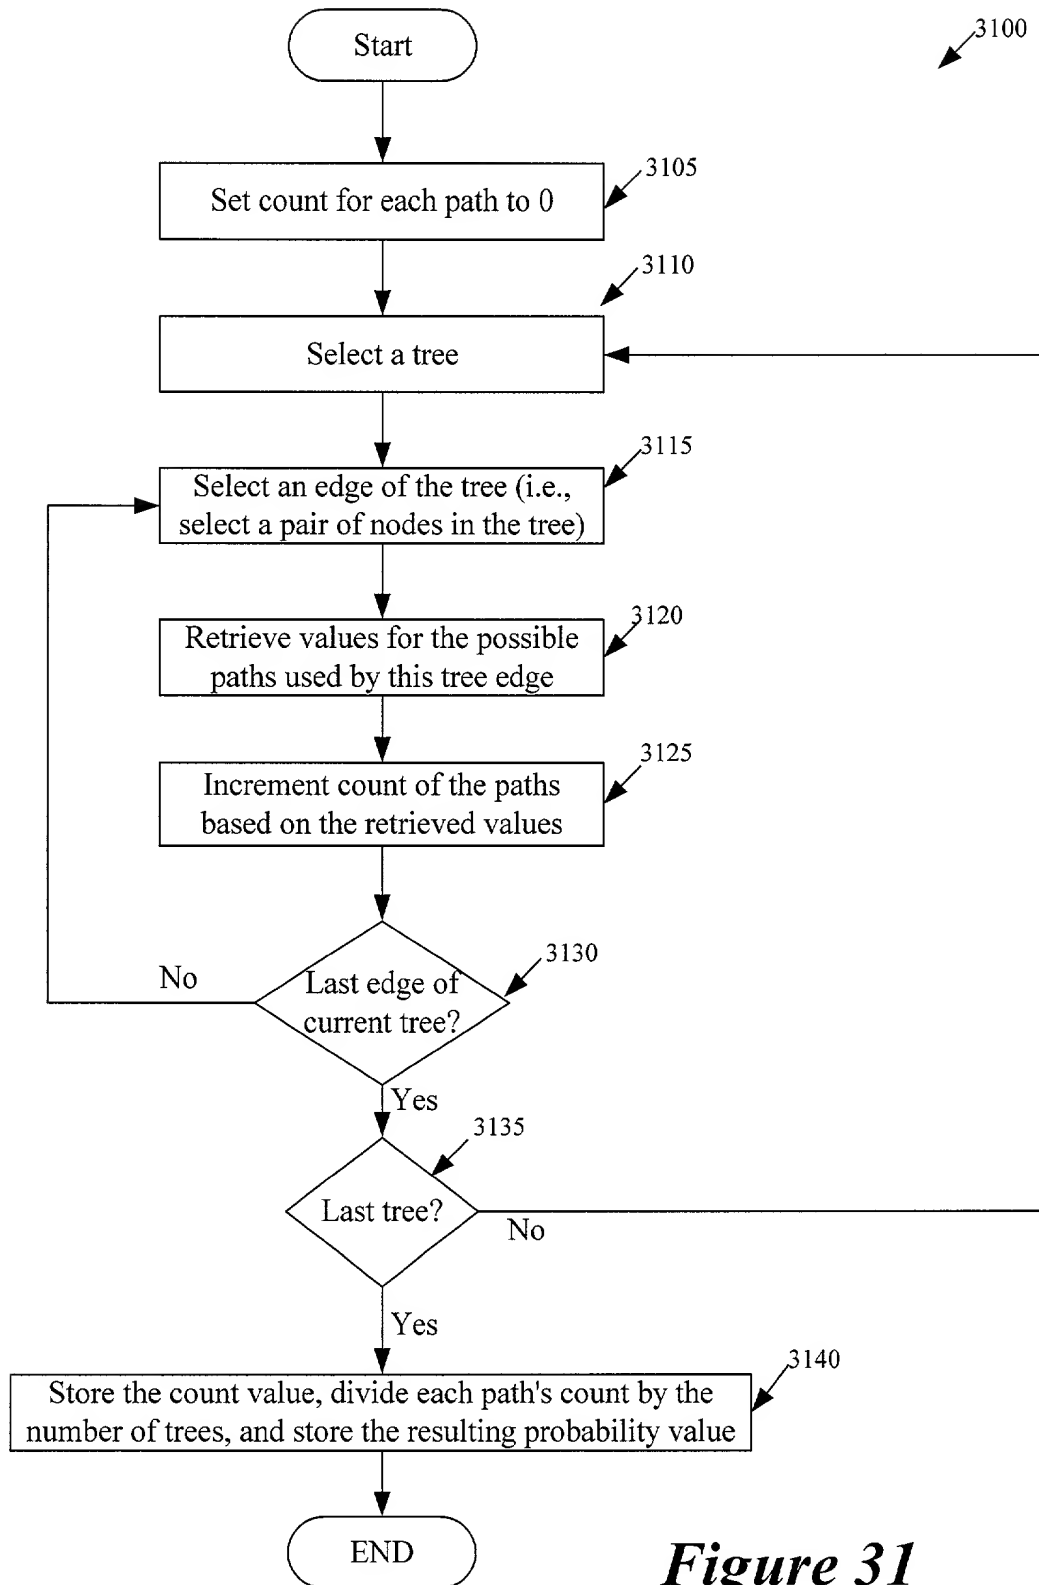 Start
3100
3105
Set count for each path to 0
3110
Select a tree
3115
Select an edge of the tree (i.e.,
select a pair of nodes in the tree)
3120
Retrieve values for the possible
paths used by this tree edge
3125
Increment count of the paths
based on the retrieved values
3130
No
Last edge of
current tree?
Yes
3135
Last tree?
No
Yes
3140
Store the count value, divide each path's count by the
number of trees, and store the resulting probability value
END
Figure 31